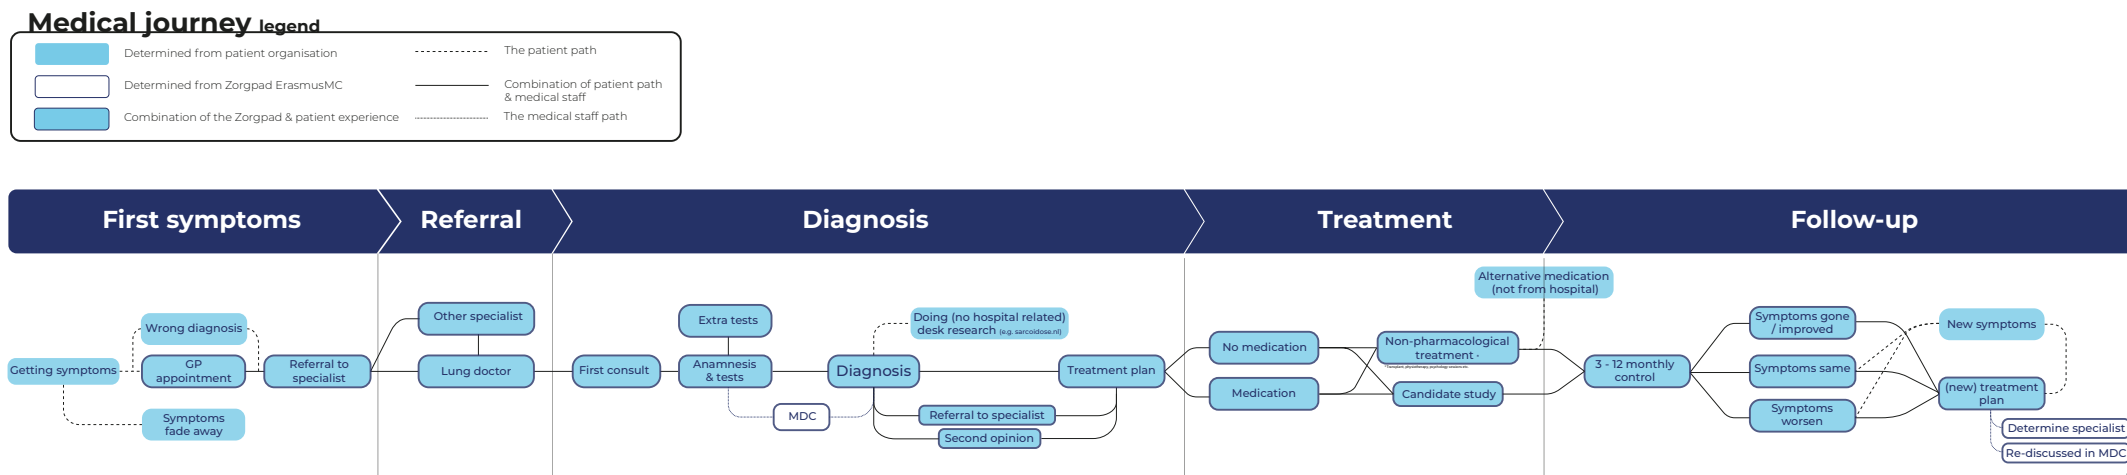 Medical journey legend
Determined from patient organisation
Determined from Zorgpad ErasmusMC
Combination of the Zorgpad & patient experience
The patient path
Combination of patient path
& medical staff
The medical staff path
First symptoms
Referral
Diagnosis
Treatment
Follow-up
Getting symptoms
Wrong diagnosis
GP
appointment
Symptoms
fade away
Referral to
specialist
Other specialist
Lung doctor
First consult
Extra tests
Anamnesis
& tests
MDC
Doing (no hospital related)
desk research (e.g. sarcoidose.nl)
Diagnosis
Referral to specialist
Second opinion
Treatment plan
No medication
Medication
Alternative medication
(not from hospital)
Non-pharmacological
treatment *
Candidate study
3 - 12 monthly
control
Symptoms gone
/ improved
Symptoms same
Symptoms
worsen
New symptoms
(new) treatment
plan
Determine specialist
Re-discussed in MDC